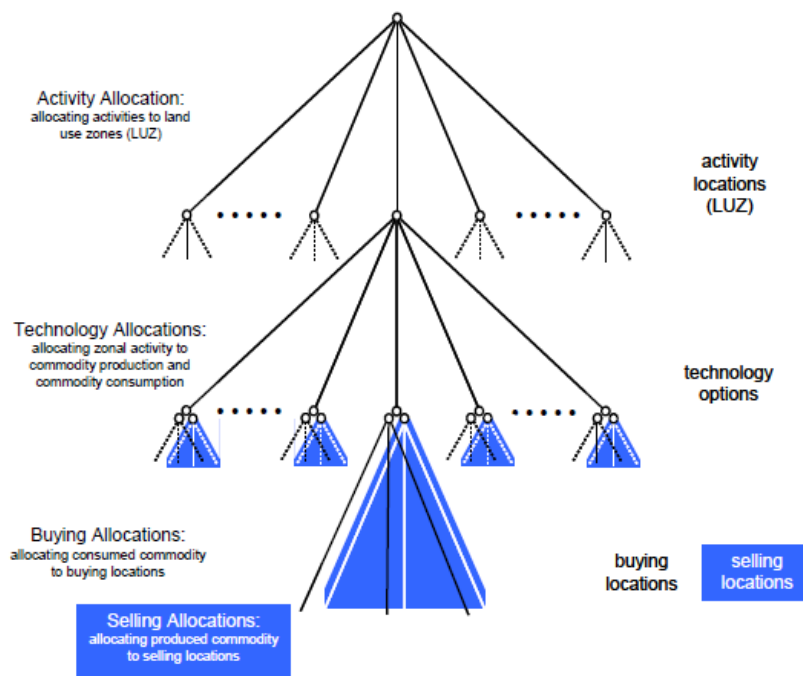 Activity Allocation:
allocating activities to land
use zones (LUZ)
activity
locations
(LUZ)
Technology Allocations:
allocating zonal activity to
commodity production and
commodity consumption
technology
options
Buying Allocations:
allocating consumed commodity
to buying locations
buying
locations
selling
locations
Selling Allocations:
allocating produced commodity
to selling locations